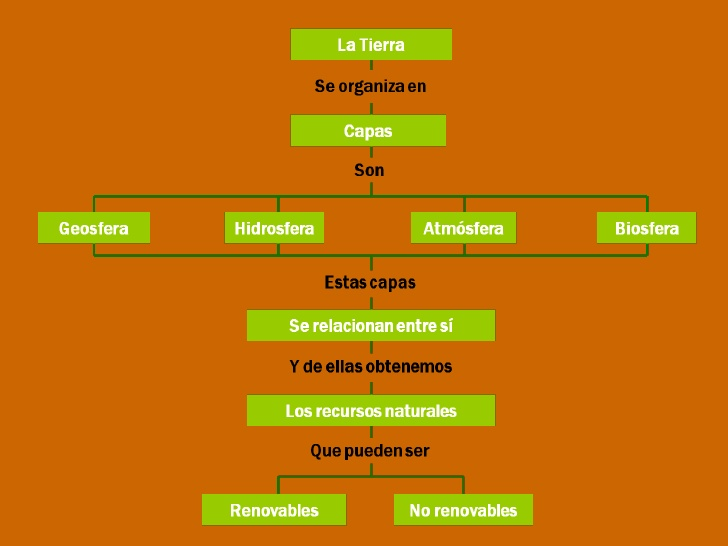 La Tierra
Se organiza en
Capas
Son
Geosfera
Hidrosfera
Atmósfera
Biosfera
Estas capas
Se relacionan entre sí
Y de ellas obtenemos
Los recursos naturales
Que pueden ser
Renovables
No renovables